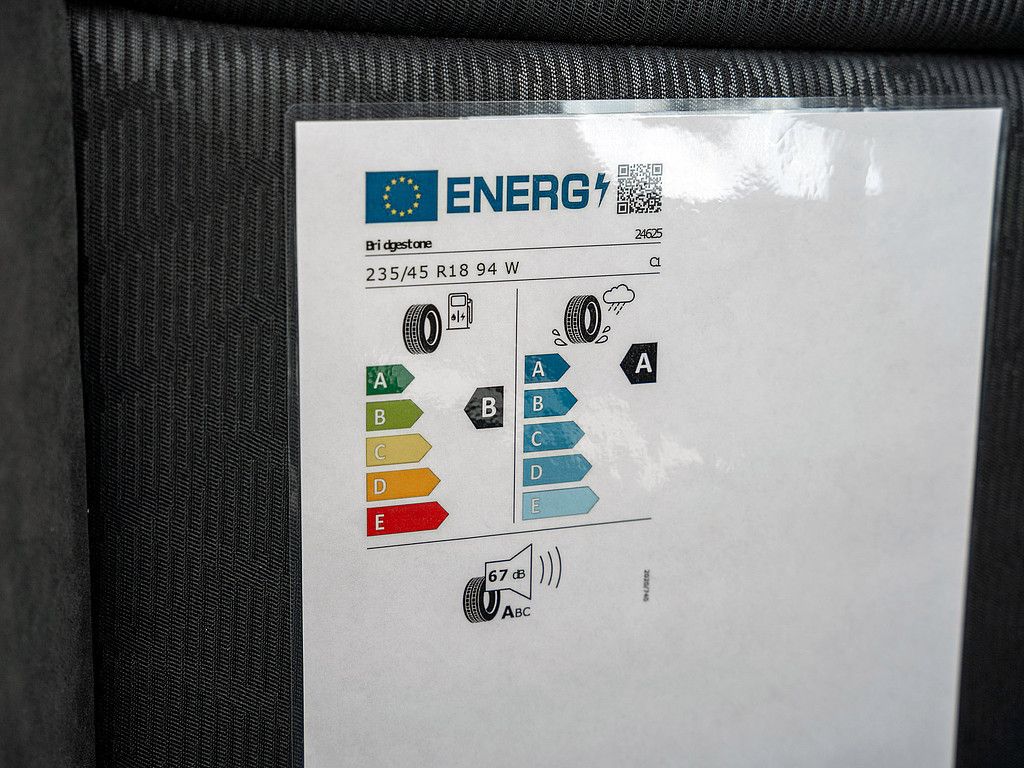 ENERG
Bridgestone 24625
235/45 R18 94 W C1
A A A
B B B
C C
D D
E E
67 dB
ABC
2020/740